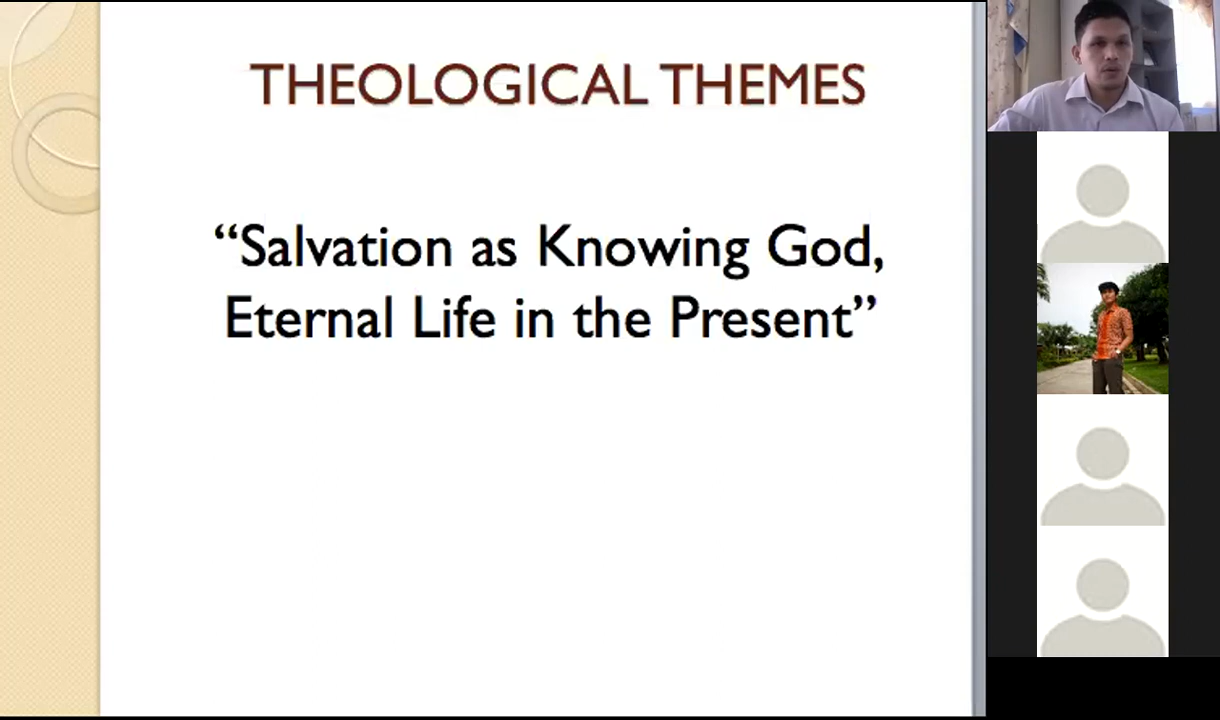 THEOLOGICAL THEMES
“Salvation as Knowing God,
Eternal Life in the Present”